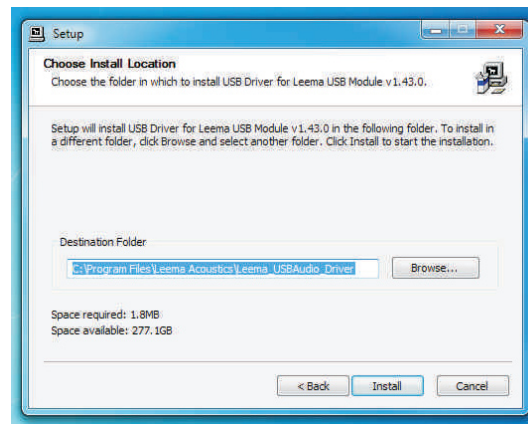 Setup
Choose Install Location
Choose the folder in which to install USB Driver for Leema USB Module v1.43.0.
Setup will install USB Driver for Leema USB Module v1.43.0 in the following folder. To install in
a different folder, click Browse and select another folder. Click Install to start the installation.
Destination Folder
C:\Program Files\Leema Acoustics\Leema_USBAudio_Driver
Browse...
Space required: 1.8MB
Space available: 277.1GB
< Back
Install
Cancel